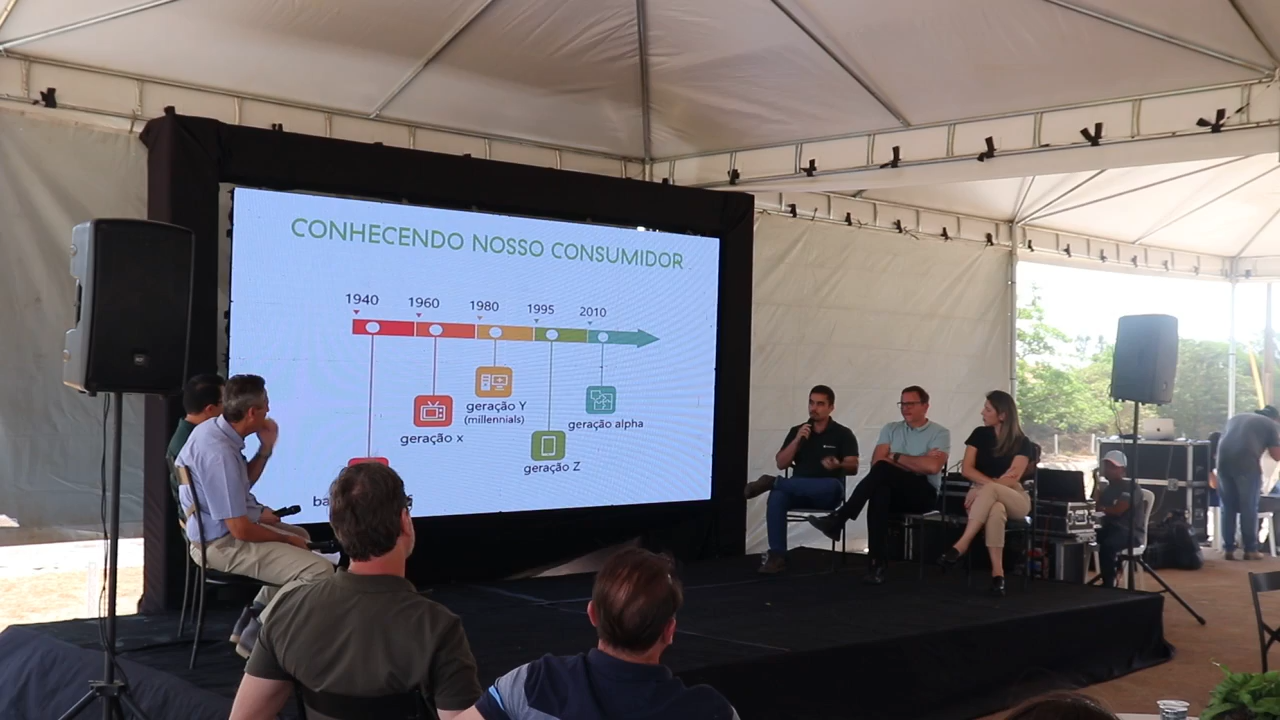 CONHECENDO NOSSO CONSUMIDOR
1940 1960 1980 1995 2010
geração x
geração Y
(millennials)
geração Z
geração alpha